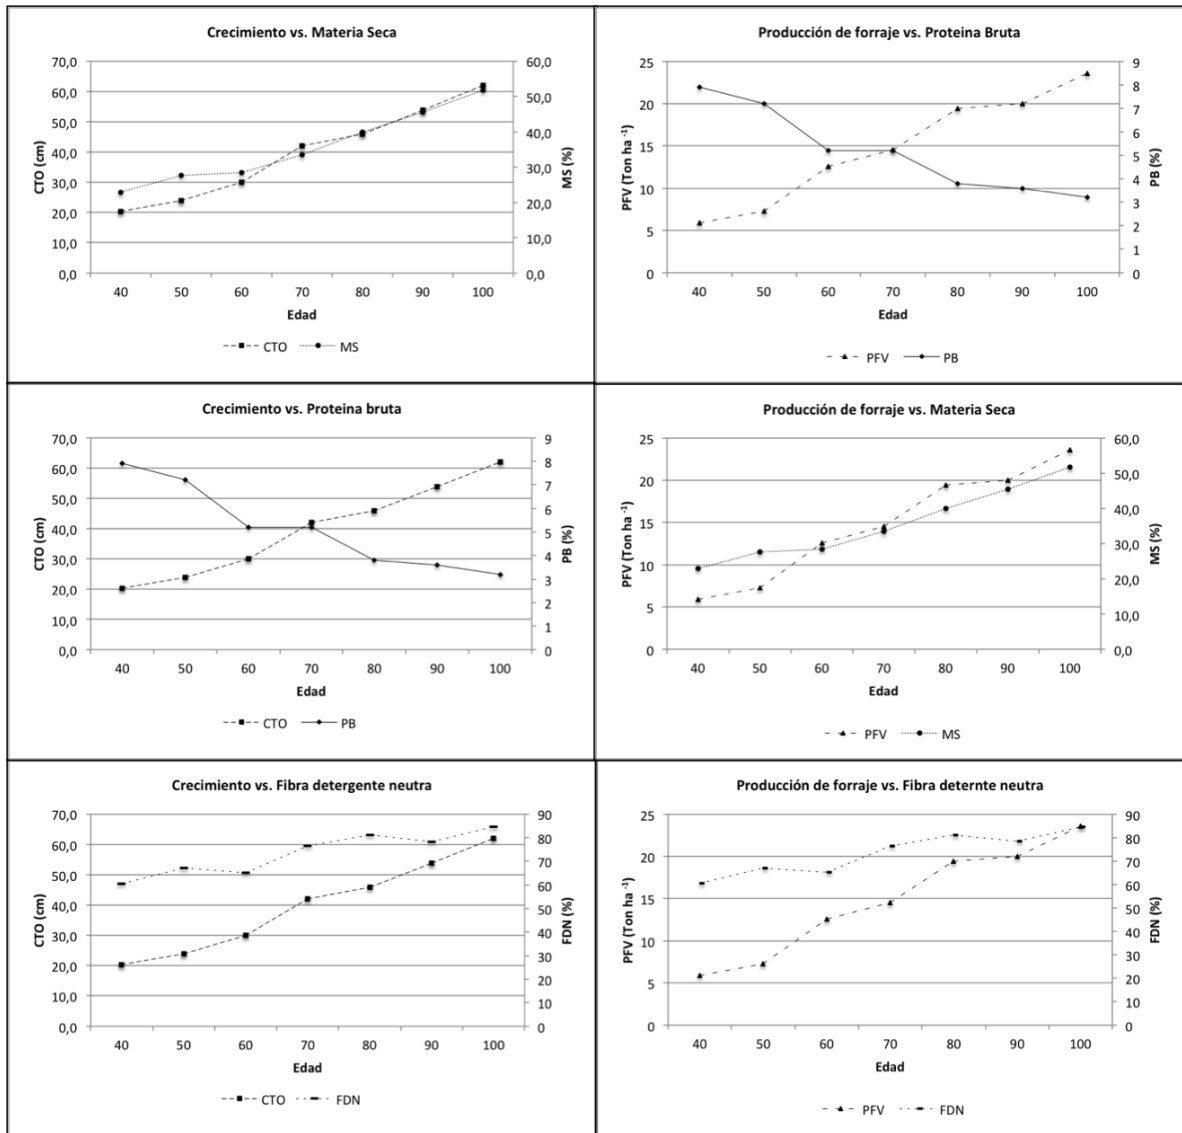 Crecimiento vs. Materia Seca
70,0
60,0
50,0
40,0
30,0
20,0
10,0
0,0
CTO (cm)
60,0
50,0
40,0
30,0
20,0
10,0
0,0
MS (%)
40 50 60 70 80 90 100
Edad
CTO MS
Producción de forraje vs. Proteina Bruta
25
20
15
10
5
0
PFV (Ton ha -1)
9
8
7
6
5
4
3
2
1
0
PB (%)
40 50 60 70 80 90 100
Edad
PFV PB
Crecimiento vs. Proteina bruta
70,0
60,0
50,0
40,0
30,0
20,0
10,0
0,0
CTO (cm)
9
8
7
6
5
4
3
2
1
0
PB (%)
40 50 60 70 80 90 100
Edad
CTO PB
Producción de forraje vs. Materia Seca
25
20
15
10
5
0
PFV (Ton ha -1)
60,0
50,0
40,0
30,0
20,0
10,0
0,0
MS (%)
40 50 60 70 80 90 100
Edad
PFV MS
Crecimiento vs. Fibra detergente neutra
70,0
60,0
50,0
40,0
30,0
20,0
10,0
0,0
CTO (cm)
90
80
70
60
50
40
30
20
10
0
FDN (%)
40 50 60 70 80 90 100
Edad
CTO FDN
Producción de forraje vs. Fibra deternte neutra
25
20
15
10
5
0
PFV (Ton ha -1)
90
80
70
60
50
40
30
20
10
0
FDN (%)
40 50 60 70 80 90 100
Edad
PFV FDN